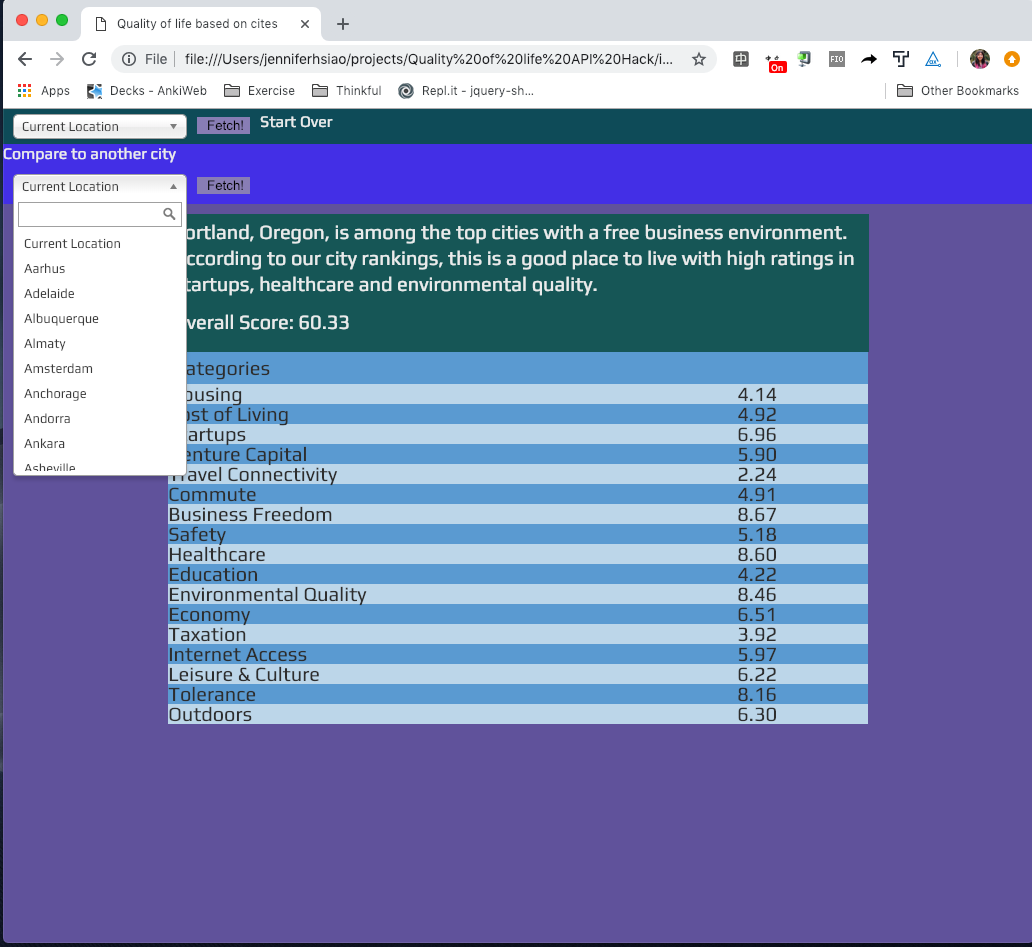 Quality of life based on cites
File
file:///Users/jenniferhsiao/projects/Quality%20of%20life%20API%20Hack/i...
中
On
FIO
Apps
Decks - AnkiWeb
Exercise
Thinkful
Repl.it - jquery-sh...
Other Bookmarks
Current Location
Fetch!
Start Over
Compare to another city
Current Location
Fetch!
Current Location
Aarhus
Adelaide
Albuquerque
Almaty
Amsterdam
Anchorage
Andorra
Ankara
Asheville
ortland, Oregon, is among the top cities with a free business environment.
ccording to our city rankings, this is a good place to live with high ratings in
tartups, healthcare and environmental quality.
verall Score: 60.33
ategories
ousing 4.14
ost of Living 4.92
artups 6.96
enture Capital 5.90
Travel Connectivity 2.24
Commute 4.91
Business Freedom 8.67
Safety 5.18
Healthcare 8.60
Education 4.22
Environmental Quality 8.46
Economy 6.51
Taxation 3.92
Internet Access 5.97
Leisure & Culture 6.22
Tolerance 8.16
Outdoors 6.30